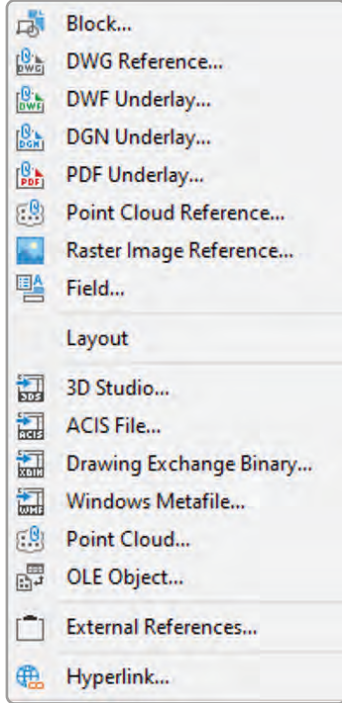 Block...
DWG Reference...
DWF Underlay...
DGN Underlay...
PDF Underlay...
Point Cloud Reference...
Raster Image Reference...
Field...
Layout
3D Studio...
ACIS File...
Drawing Exchange Binary...
Windows Metafile...
Point Cloud...
OLE Object...
External References...
Hyperlink...